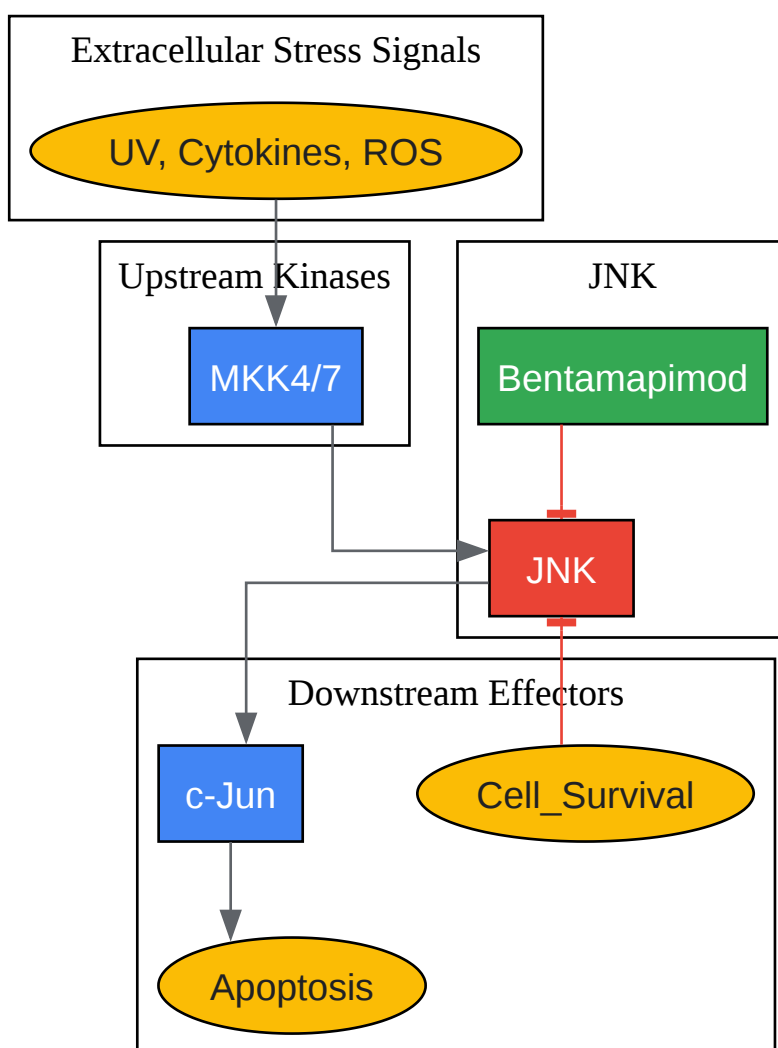 Extracellular Stress Signals
UV, Cytokines, ROS
Upstream Kinases
JNK
MKK4/7
Bentamapimod
JNK
Downstream Effectors
c-Jun
Cell_Survival
Apoptosis